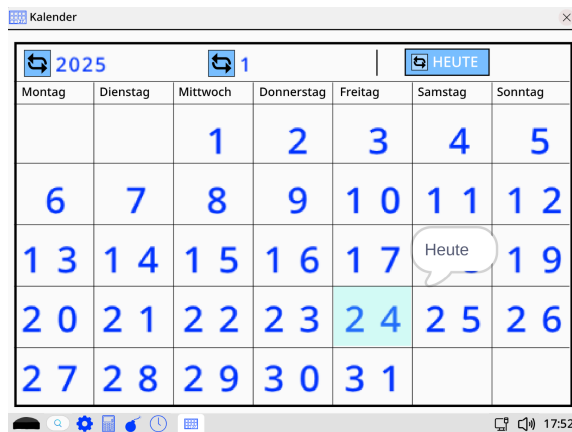 Kalender
2025 1 HEUTE
Montag Dienstag Mittwoch Donnerstag Freitag Samstag Sonntag
1 2 3 4 5
6 7 8 9 10 11 12
13 14 15 16 17 Heute 19
20 21 22 23 24 25 26
27 28 29 30 31
17:52